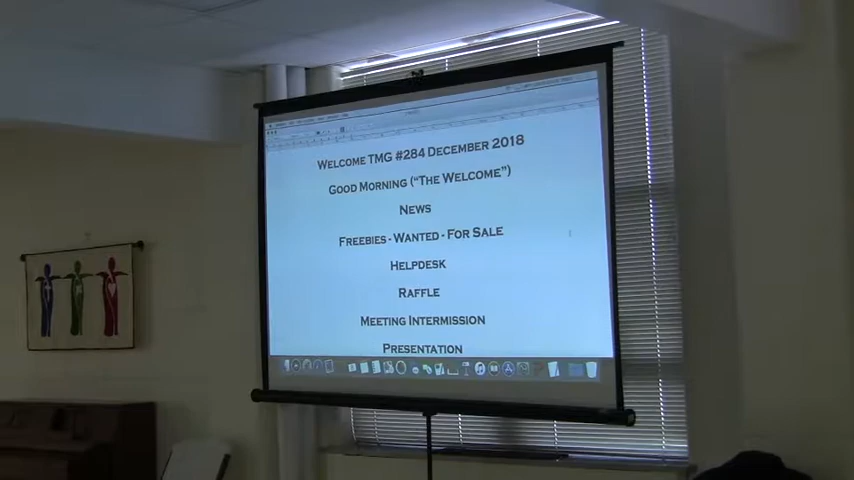 Welcome TMG #284 December 2018
Good Morning ("The Welcome")
News
Freebies - Wanted - For Sale
Helpdesk
Raffle
Meeting Intermission
Presentation